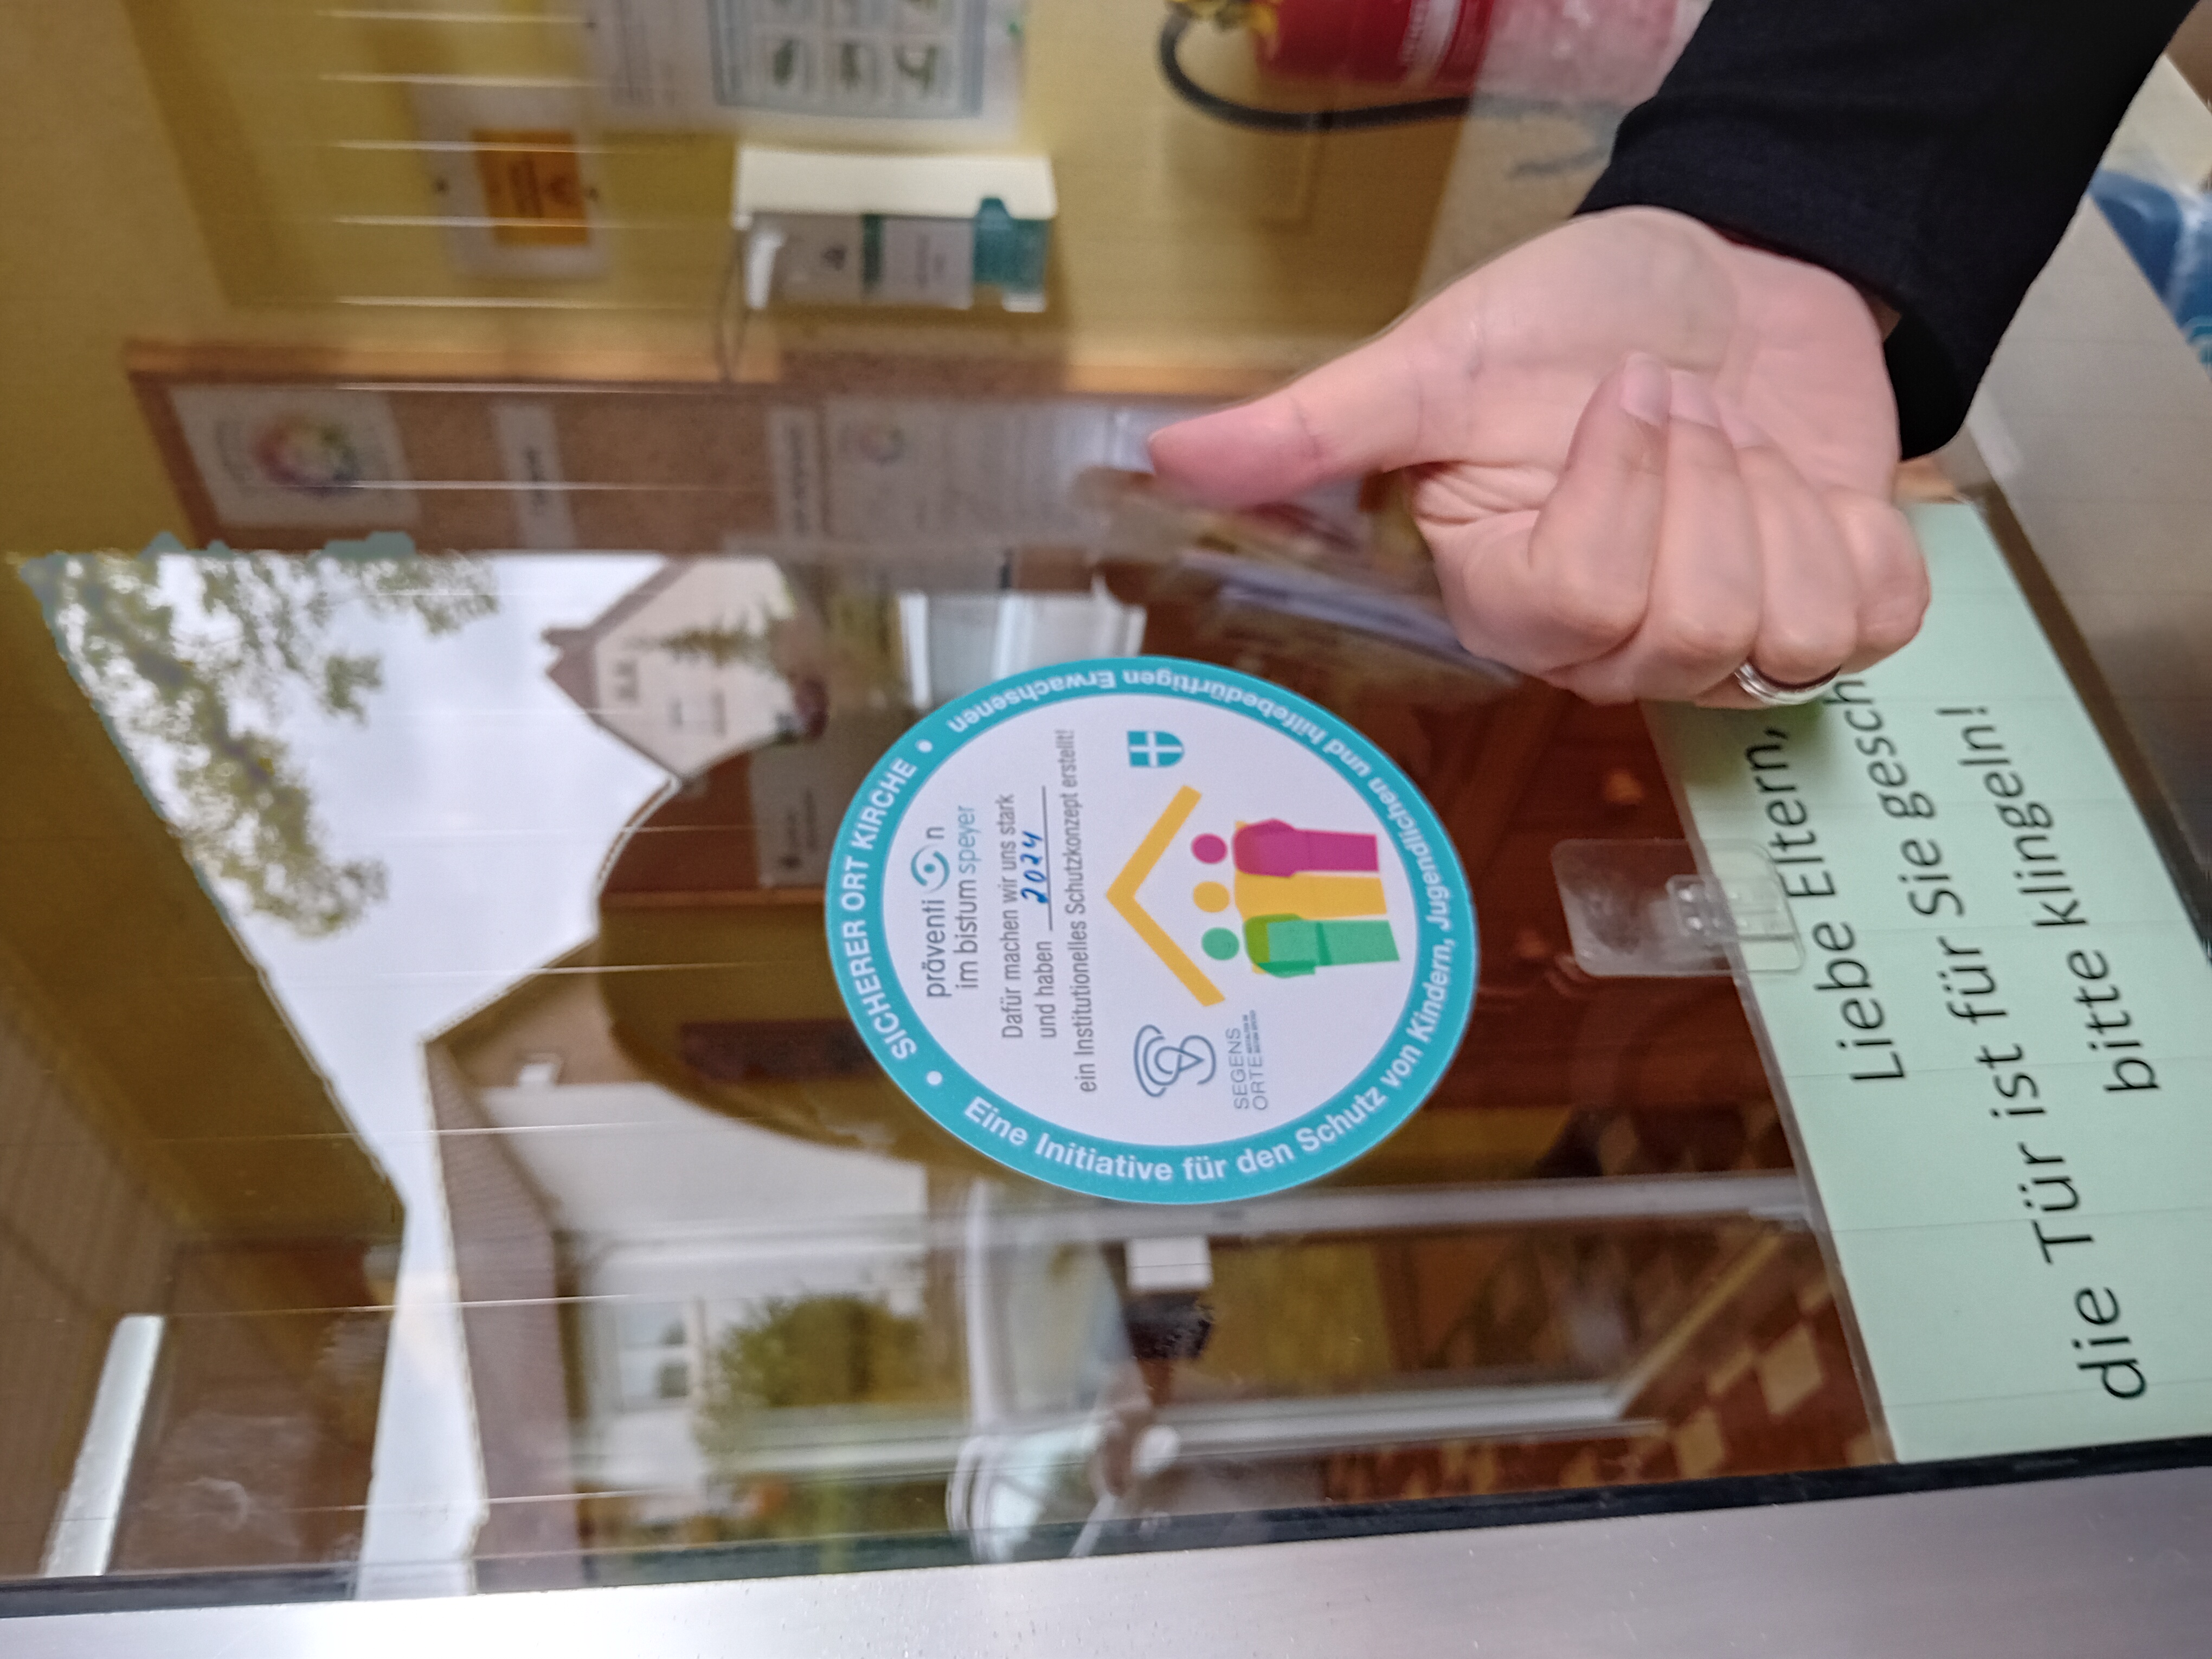 SICHERER ORT KIRCHE
Eine Initiative für den Schutz von Kindern, Jugendlichen und hilfebedürftigen Erwachsenen
präventi n
im bistum speyer
Dafür machen wir uns stark
und haben 2024
ein Institutionelles Schutzkonzept erstellt!
SEGENS
ORTE
Liebe Eltern,
die Tür ist für Sie gesch
bitte klingeln!